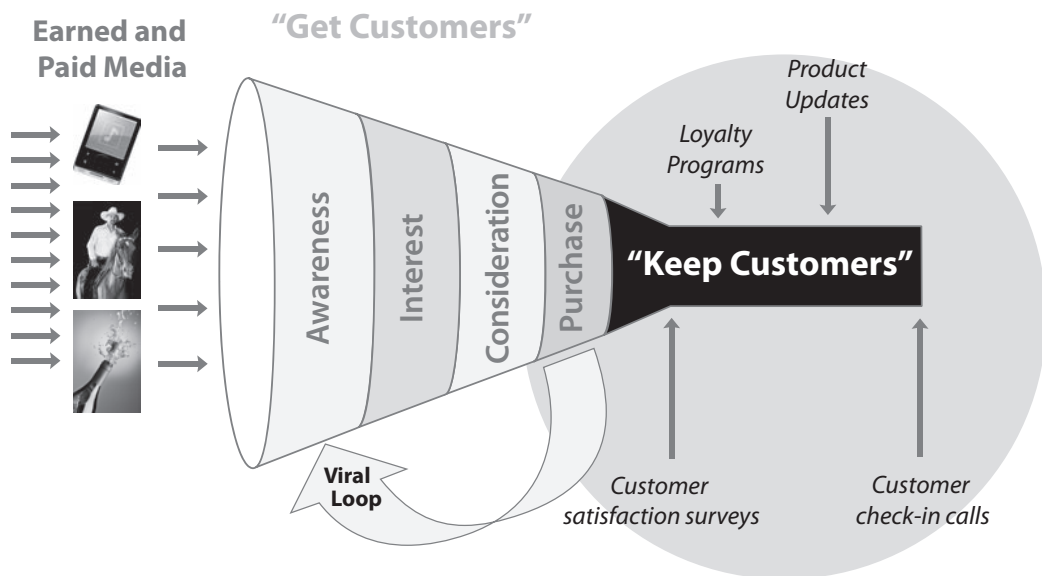 Earned and
Paid Media
“Get Customers”
Awareness
Interest
Consideration
Purchase
“Keep Customers”
Loyalty
Programs
Product
Updates
Viral
Loop
Customer
satisfaction surveys
Customer
check-in calls